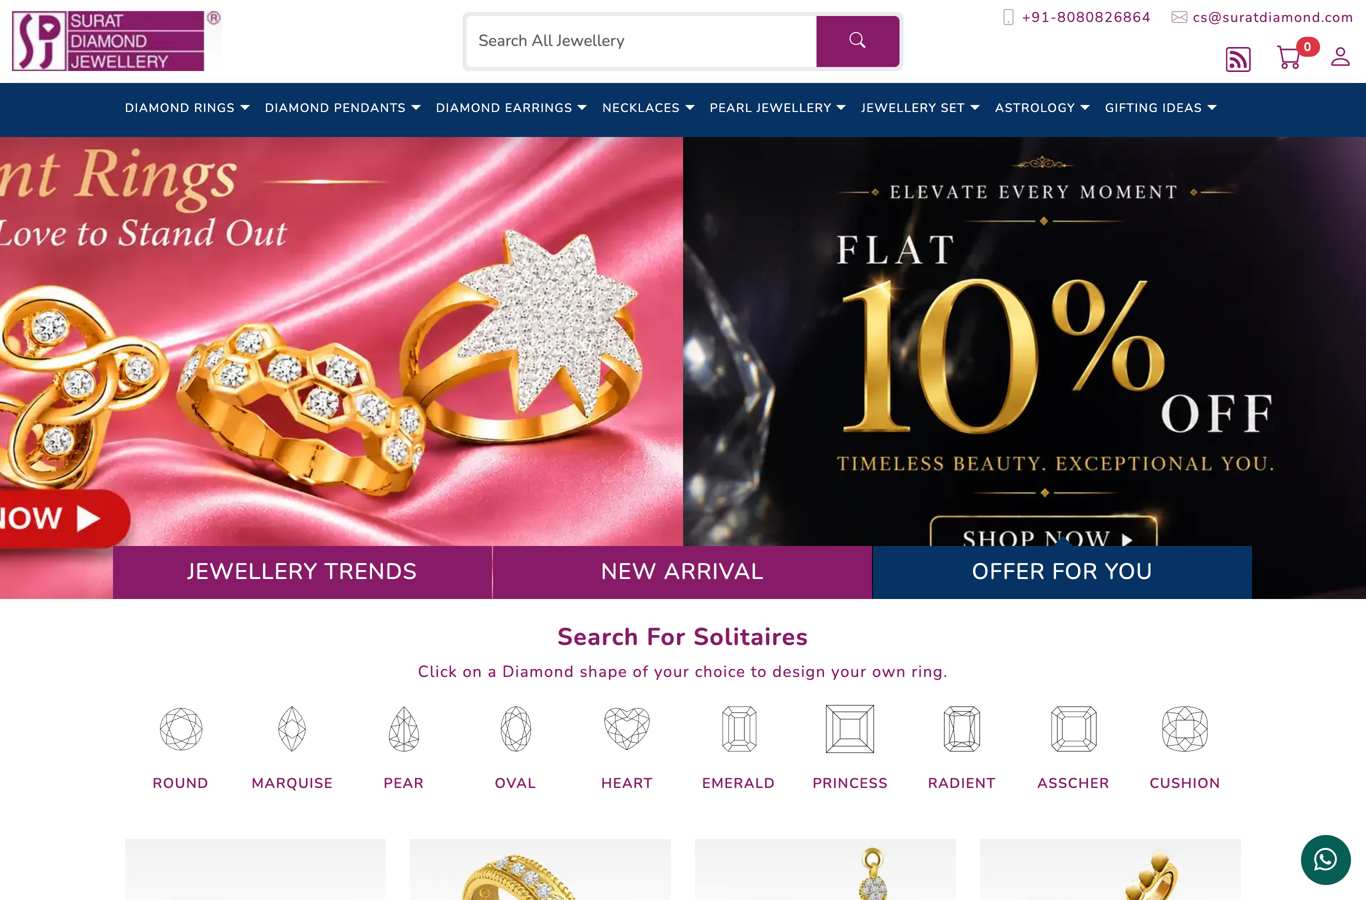 SURAT
DIAMOND
JEWELLERY
®
Search All Jewellery
+91-8080826864
cs@suratdiamond.com
0
DIAMOND RINGS
DIAMOND PENDANTS
DIAMOND EARRINGS
NECKLACES
PEARL JEWELLERY
JEWELLERY SET
ASTROLOGY
GIFTING IDEAS
nt Rings
Love to Stand Out
NOW
ELEVATE EVERY MOMENT
FLAT
10%
OFF
TIMELESS BEAUTY. EXCEPTIONAL YOU.
SHOP NOW
JEWELLERY TRENDS
NEW ARRIVAL
OFFER FOR YOU
Search For Solitaires
Click on a Diamond shape of your choice to design your own ring.
ROUND
MARQUISE
PEAR
OVAL
HEART
EMERALD
PRINCESS
RADIENT
ASSCHER
CUSHION